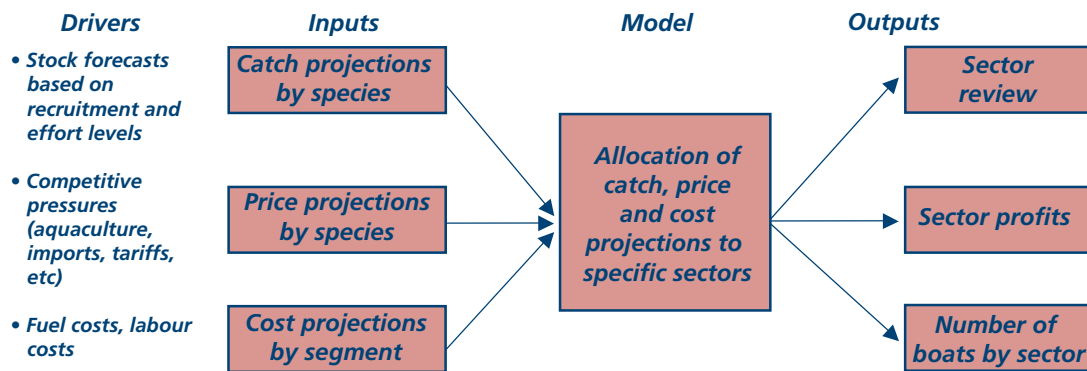 Drivers
Inputs
Model
Outputs
• Stock forecasts
based on
recruitment and
effort levels
• Competitive
pressures
(aquaculture,
imports, tariffs,
etc)
• Fuel costs, labour
costs
Catch projections
by species
Price projections
by species
Cost projections
by segment
Allocation of
catch, price
and cost
projections to
specific sectors
Sector
review
Sector profits
Number of
boats by sector